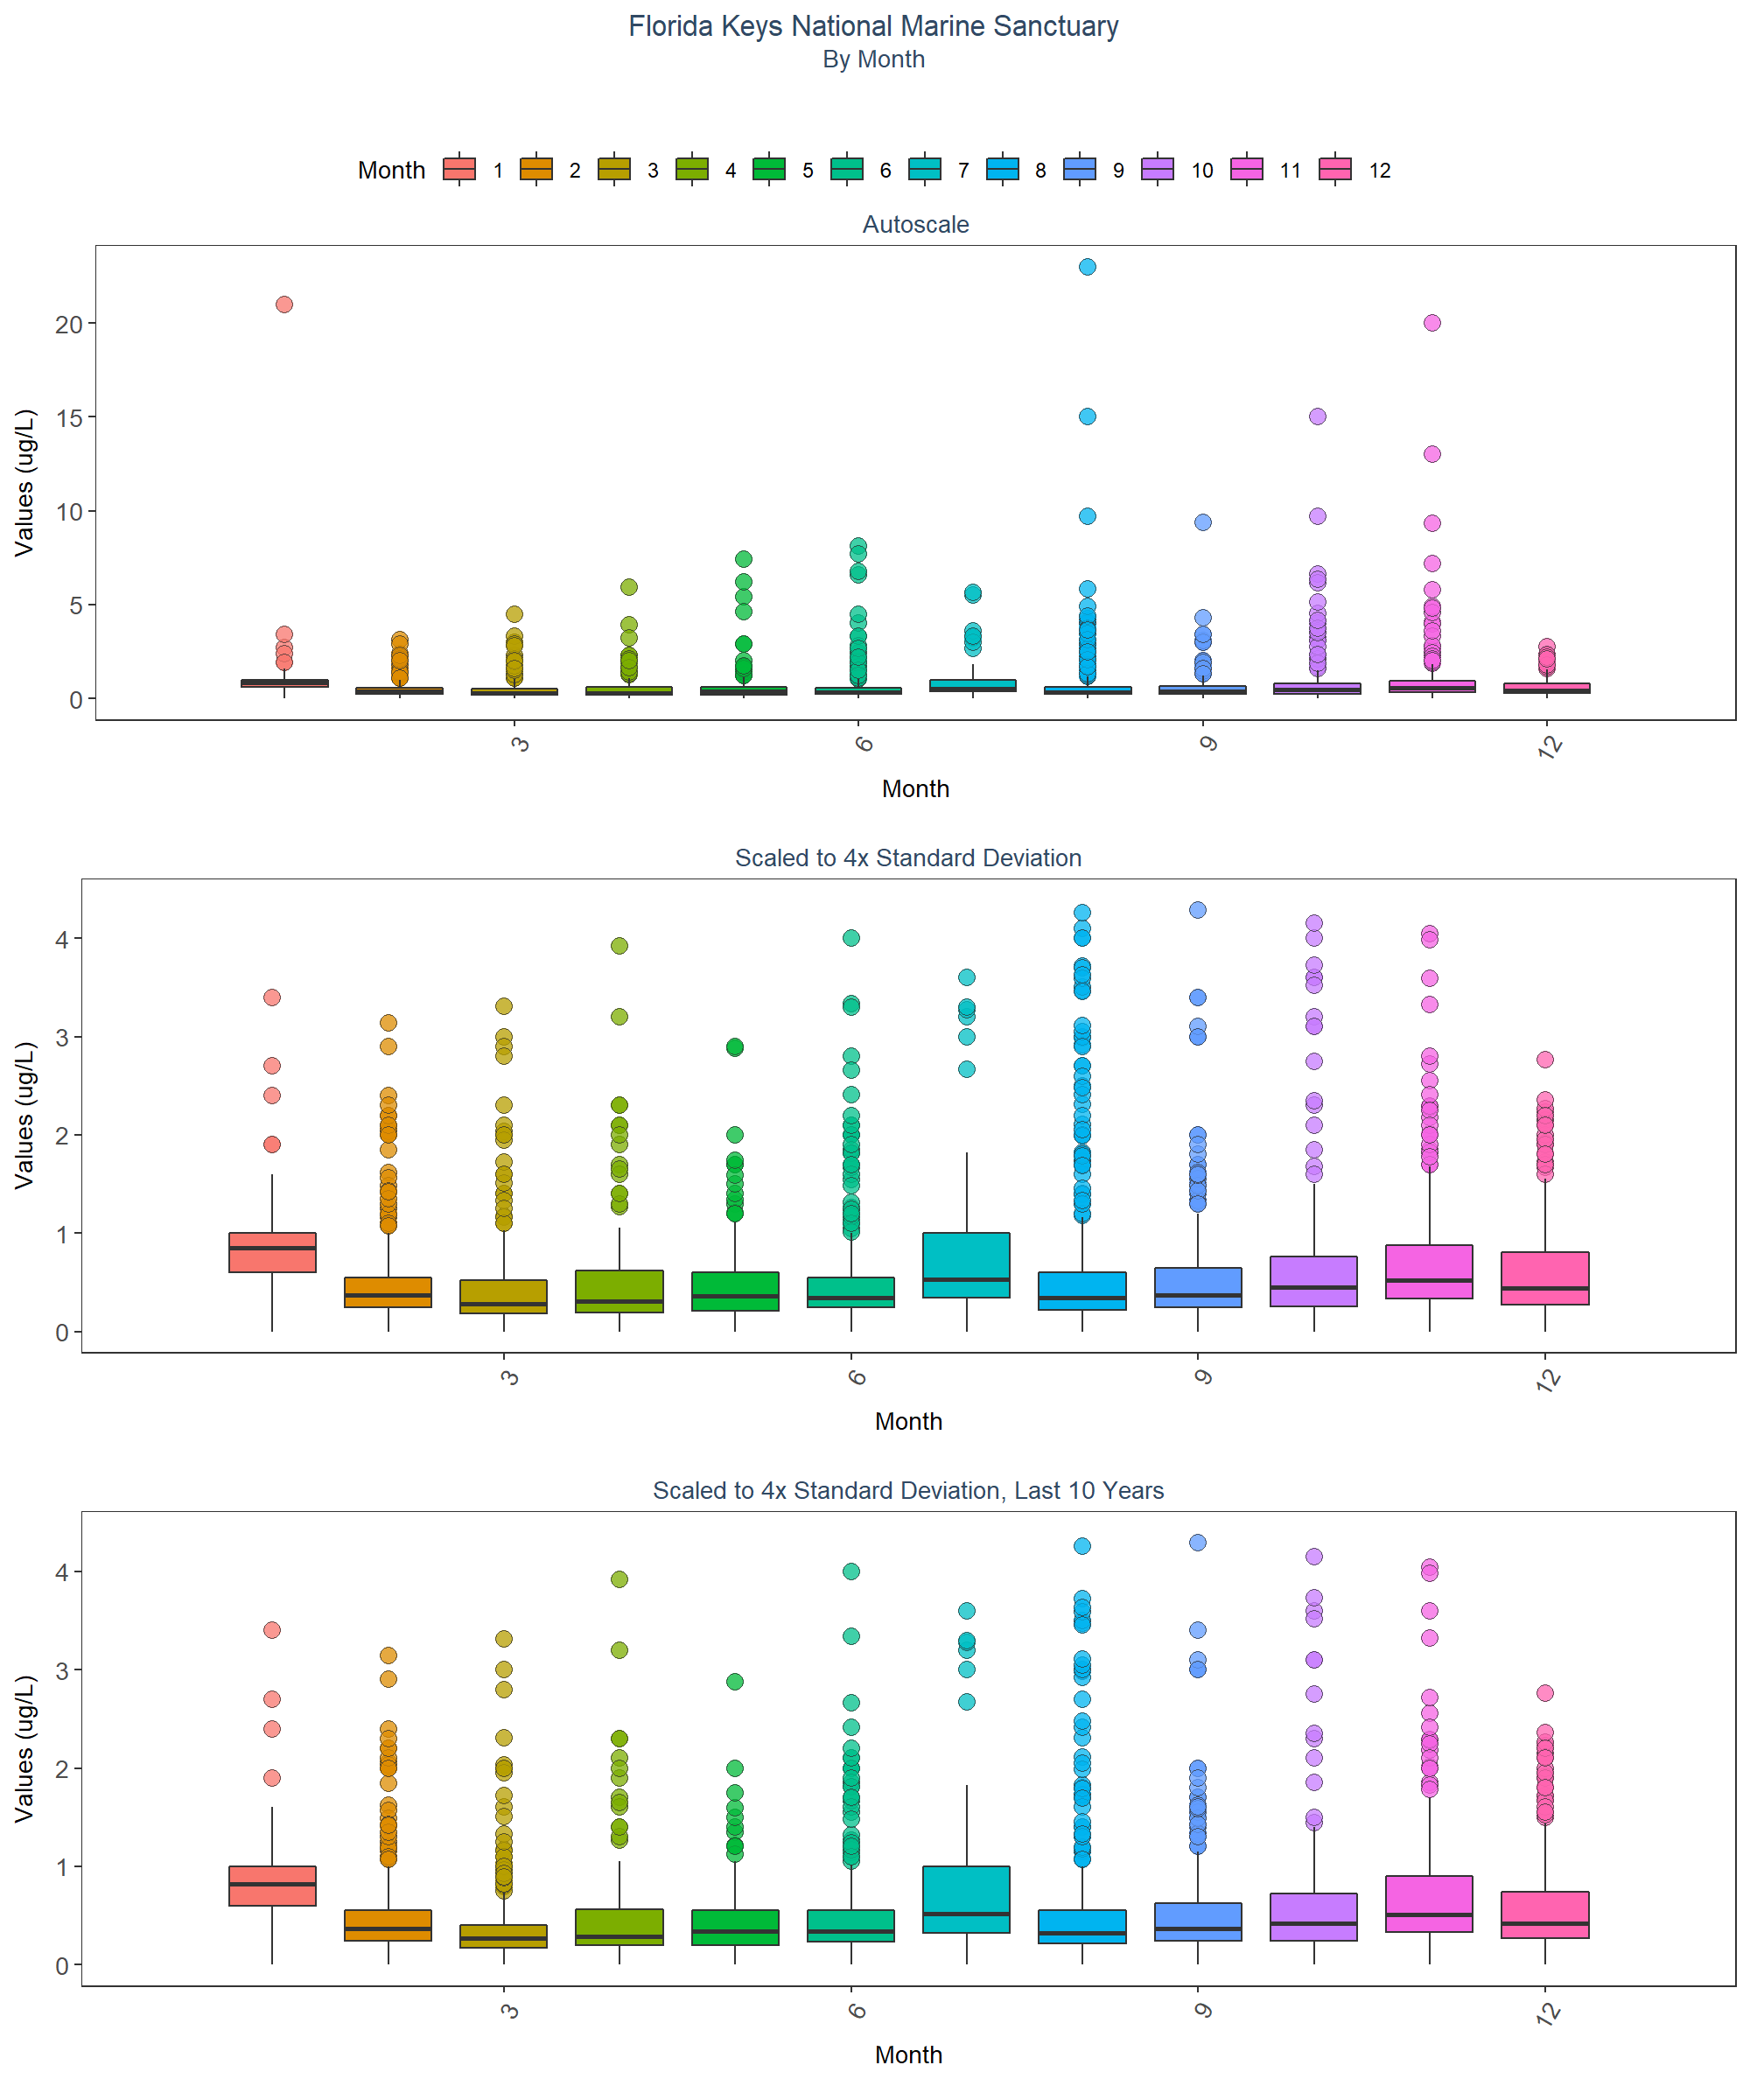 Florida Keys National Marine Sanctuary
By Month
Month 1 2 3 4 5 6 7 8 9 10 11 12
Autoscale
Values (ug/L)
20
15
10
5
0
3 6 9 12
Month
Scaled to 4x Standard Deviation
Values (ug/L)
4
3
2
1
0
3 6 9 12
Month
Scaled to 4x Standard Deviation, Last 10 Years
Values (ug/L)
4
3
2
1
0
3 6 9 12
Month